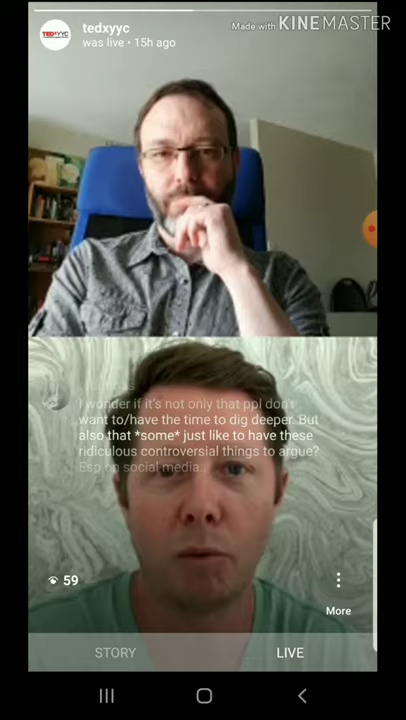 Made with KINEMASTER
TEDxYYC
tedxyyc
was live • 15h ago
I wonder if it's not only that ppl don't
want to/have the time to dig deeper. But
also that *some* just like to have these
ridiculous controversial things to argue?
Esp on social media..
59
More
STORY
LIVE